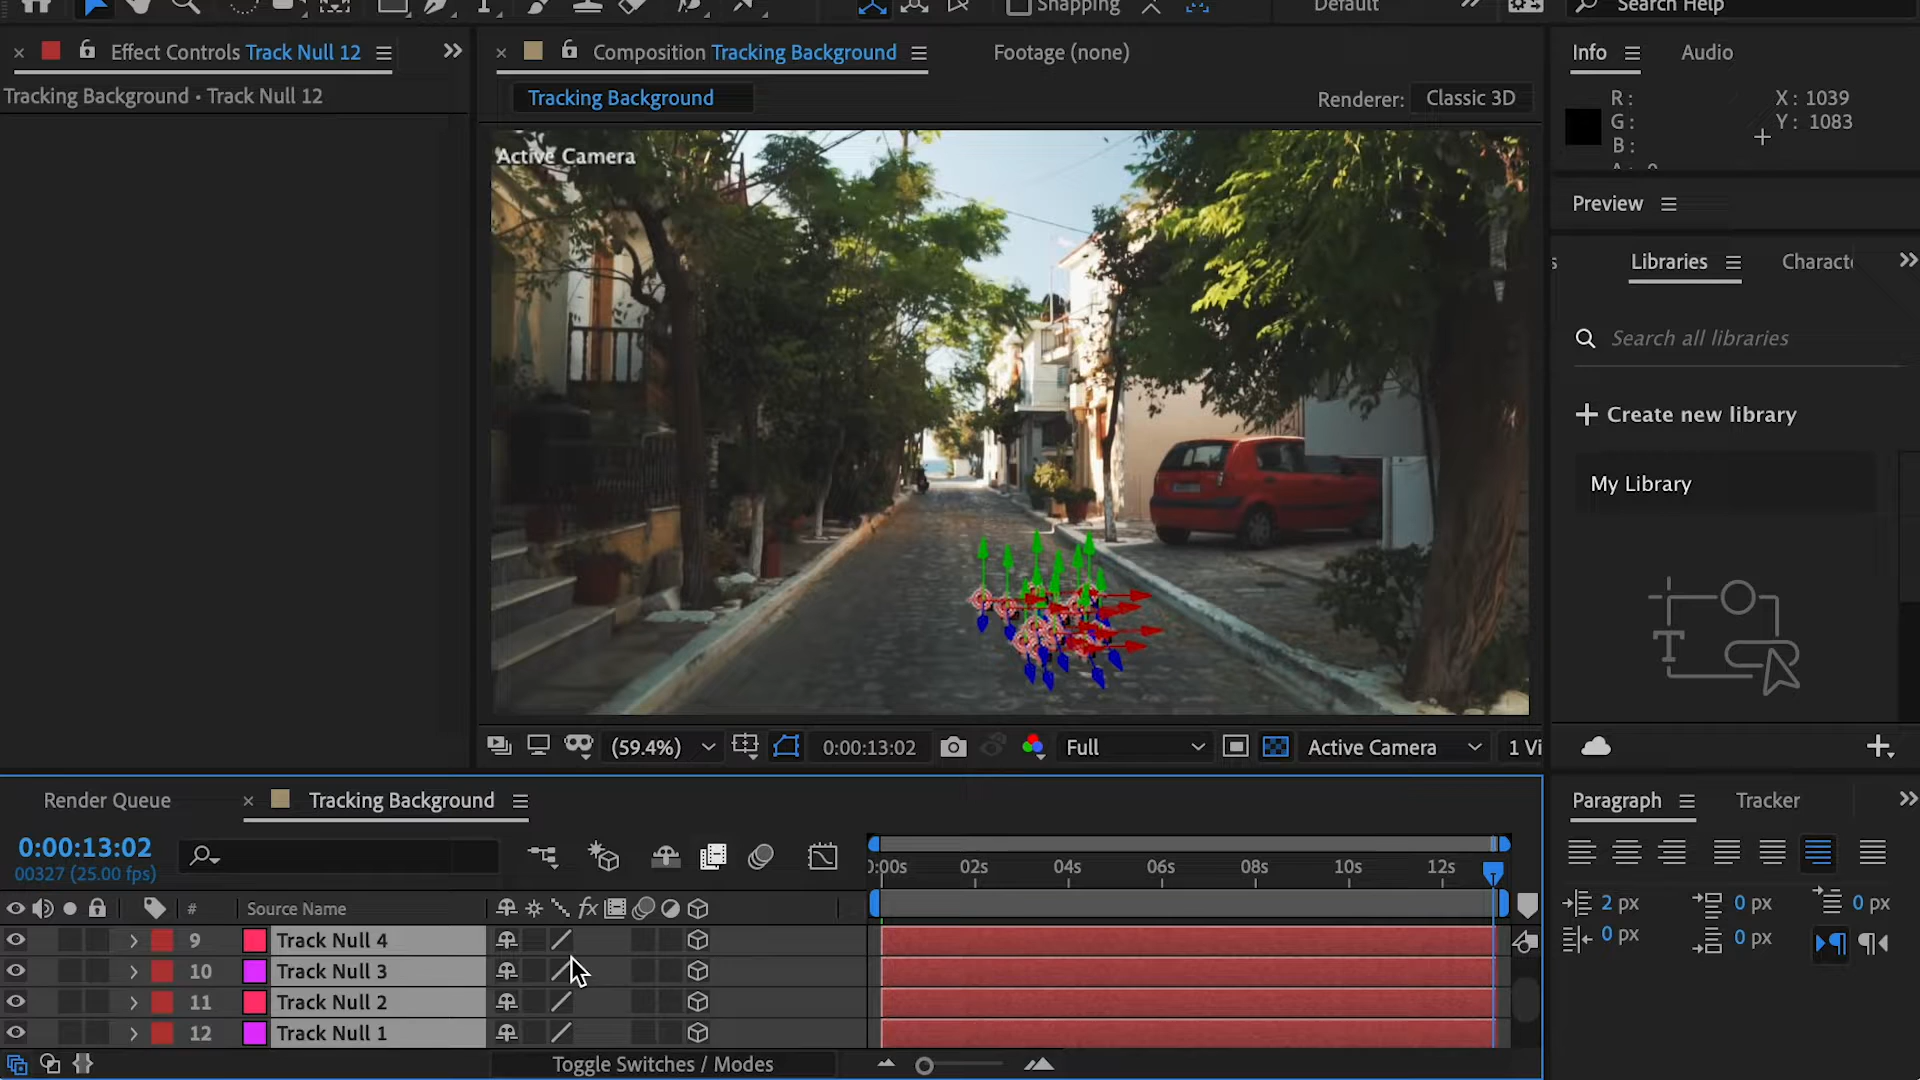 Snapping
Default
Search Help
Effect Controls Track Null 12
Composition Tracking Background
Footage (none)
Info
Audio
Tracking Background • Track Null 12
Tracking Background
Renderer:
Classic 3D
R:
G:
B:
X: 1039
Y: 1083
Active Camera
Preview
Libraries
Characte
Search all libraries
Create new library
My Library
(59.4%)
0:00:13:02
Full
Active Camera
1 Vi
Render Queue
Tracking Background
Paragraph
Tracker
0:00:13:02
00327 (25.00 fps)
0:00s
02s
04s
06s
08s
10s
12s
#
Source Name
fx
2 px
0 px
0 px
0 px
0 px
9
Track Null 4
10
Track Null 3
11
Track Null 2
12
Track Null 1
Toggle Switches / Modes